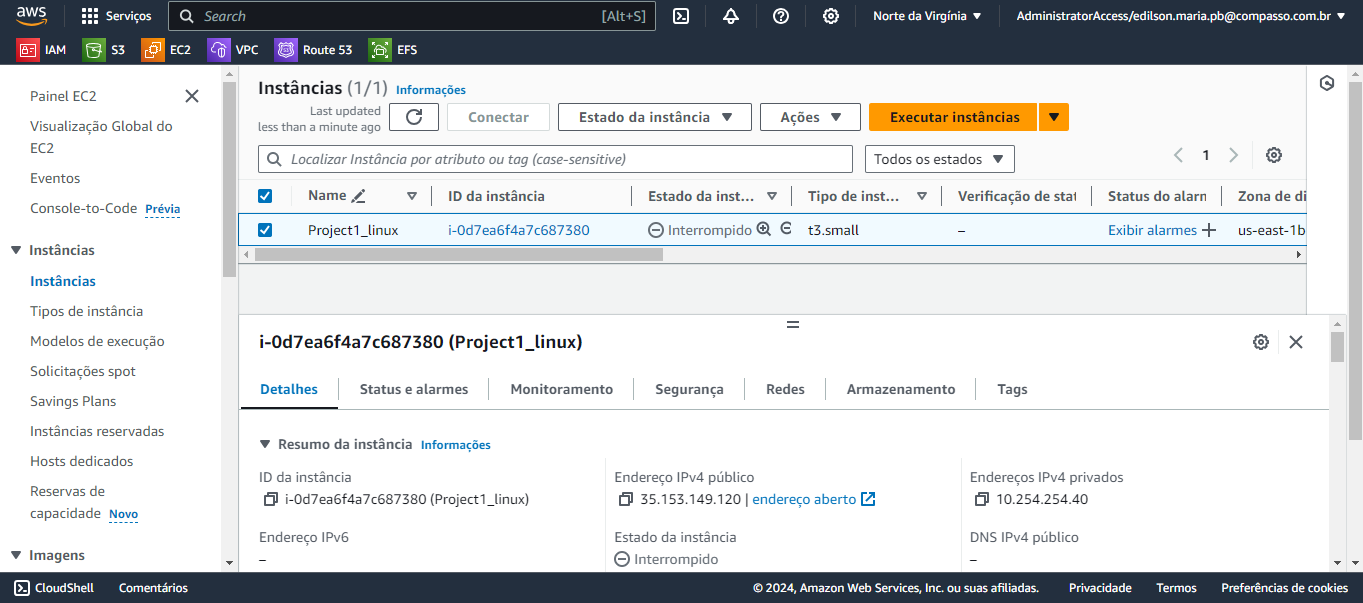 aws Serviços Search [Alt+S] Norte da Virgínia AdministratorAccess/edilson.maria.pb@compasso.com.br
IAM S3 EC2 VPC Route 53 EFS
Painel EC2
Visualização Global do
EC2
Eventos
Console-to-Code Prévia
Instâncias
Instâncias
Tipos de instância
Modelos de execução
Solicitações spot
Savings Plans
Instâncias reservadas
Hosts dedicados
Reservas de
capacidade Novo
Imagens
Instâncias (1/1) Informações
Last updated
less than a minute ago
Conectar Estado da instância Ações Executar instâncias
Localizar Instância por atributo ou tag (case-sensitive) Todos os estados 1
Name ID da instância Estado da inst... Tipo de inst... Verificação de stat Status do alarn Zona de di
Project1_linux i-0d7ea6f4a7c687380 Interrompido t3.small – Exibir alarmes us-east-1b
i-0d7ea6f4a7c687380 (Project1_linux)
Detalhes Status e alarmes Monitoramento Segurança Redes Armazenamento Tags
Resumo da instância Informações
ID da instância Endereço IPv4 público Endereços IPv4 privados
i-0d7ea6f4a7c687380 (Project1_linux) 35.153.149.120 | endereço aberto 10.254.254.40
Endereço IPv6 Estado da instância DNS IPv4 público
– Interrompido –
CloudShell Comentários © 2024, Amazon Web Services, Inc. ou suas afiliadas. Privacidade Termos Preferências de cookies